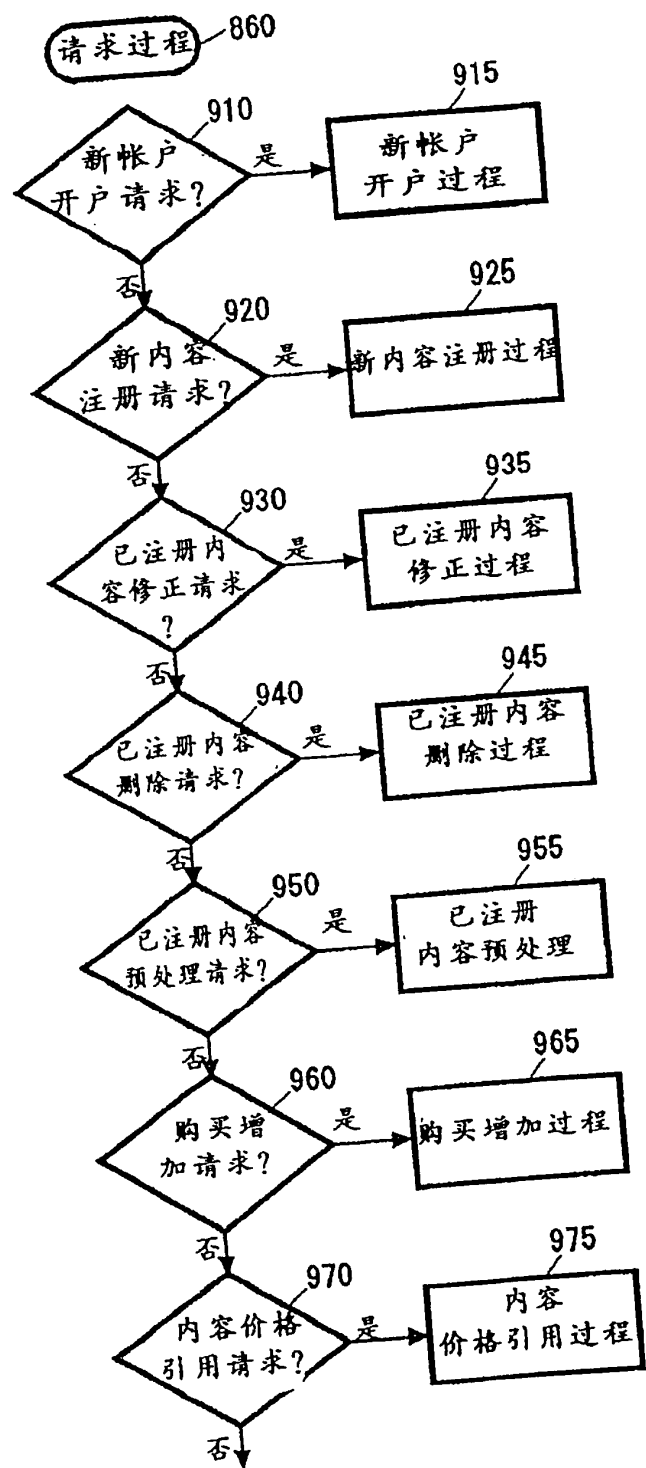 请求过程
860
910
新帐户
开户请求?
是
915
新帐户
开户过程
否
920
新内容
注册请求?
是
925
新内容注册过程
否
930
已注册内
容修正请求
?
是
935
已注册内容
修正过程
否
940
已注册内容
删除请求?
是
945
已注册内容
删除过程
否
950
已注册内容
预处理请求?
是
955
已注册
内容预处理
否
960
购买增
加请求?
是
965
购买增加过程
否
970
内容价格
引用请求?
是
975
内容
价格引用过程
否